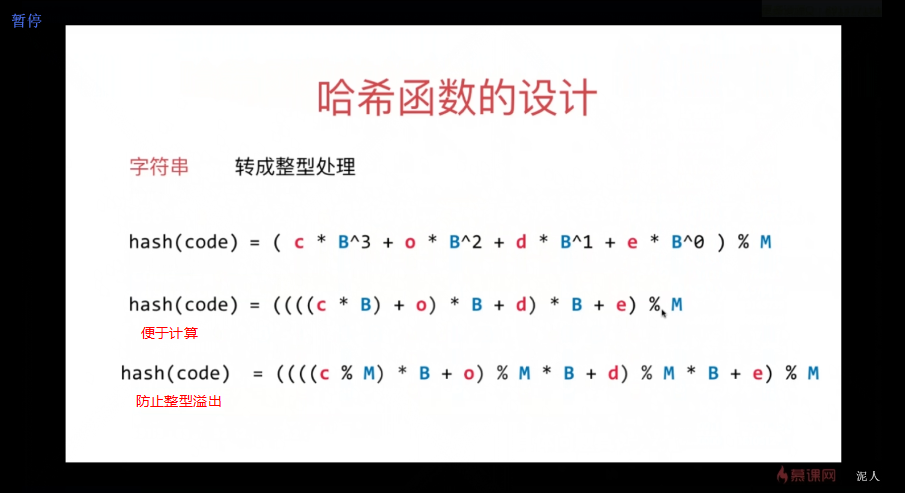 暂停
哈希函数的设计
字符串 转成整型处理
hash(code) = ( c * B^3 + o * B^2 + d * B^1 + e * B^0 ) % M
hash(code) = ((((c * B) + o) * B + d) * B + e) % M
便于计算
hash(code) = ((((c % M) * B + o) % M * B + d) % M * B + e) % M
防止整型溢出
慕课网 泥人